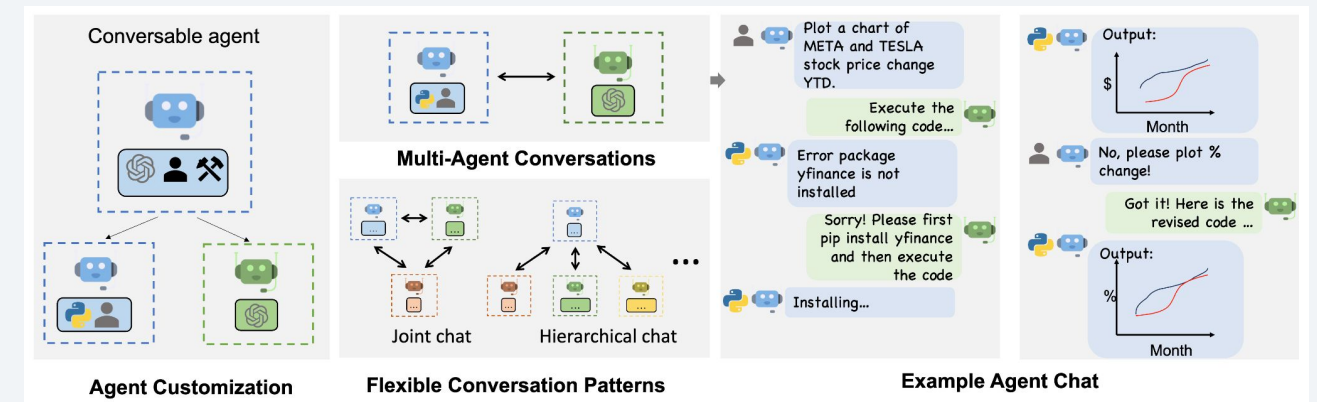 Conversable agent
Agent Customization
Multi-Agent Conversations
...
...
...
...
...
...
...
...
Joint chat
Hierarchical chat
Flexible Conversation Patterns
Plot a chart of
META and TESLA
stock price change
YTD.
Execute the
following code...
Error package
yfinance is not
installed
Sorry! Please first
pip install yfinance
and then execute
the code
Installing...
Output:
$
Month
No, please plot %
change!
Got it! Here is the
revised code ...
Output:
%
Month
Example Agent Chat